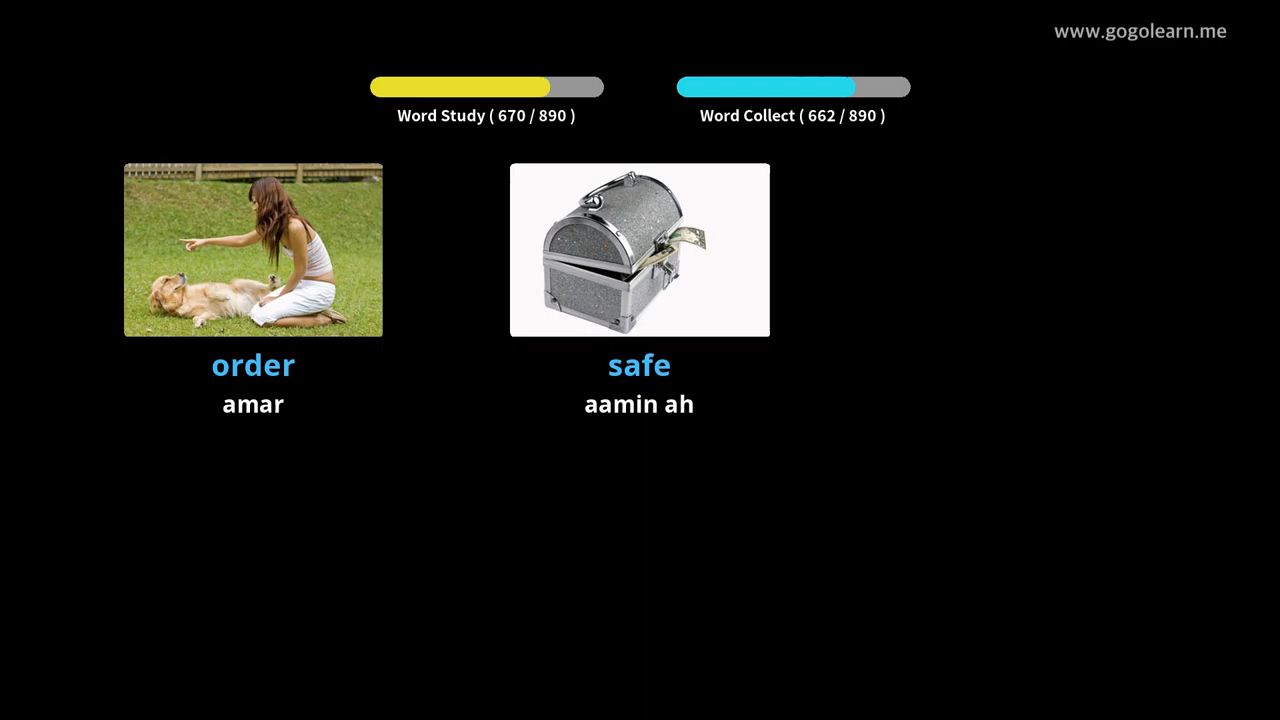 www.gogolearn.me
Word Study ( 670 / 890 )
Word Collect ( 662 / 890 )
order
amar
safe
aamin ah